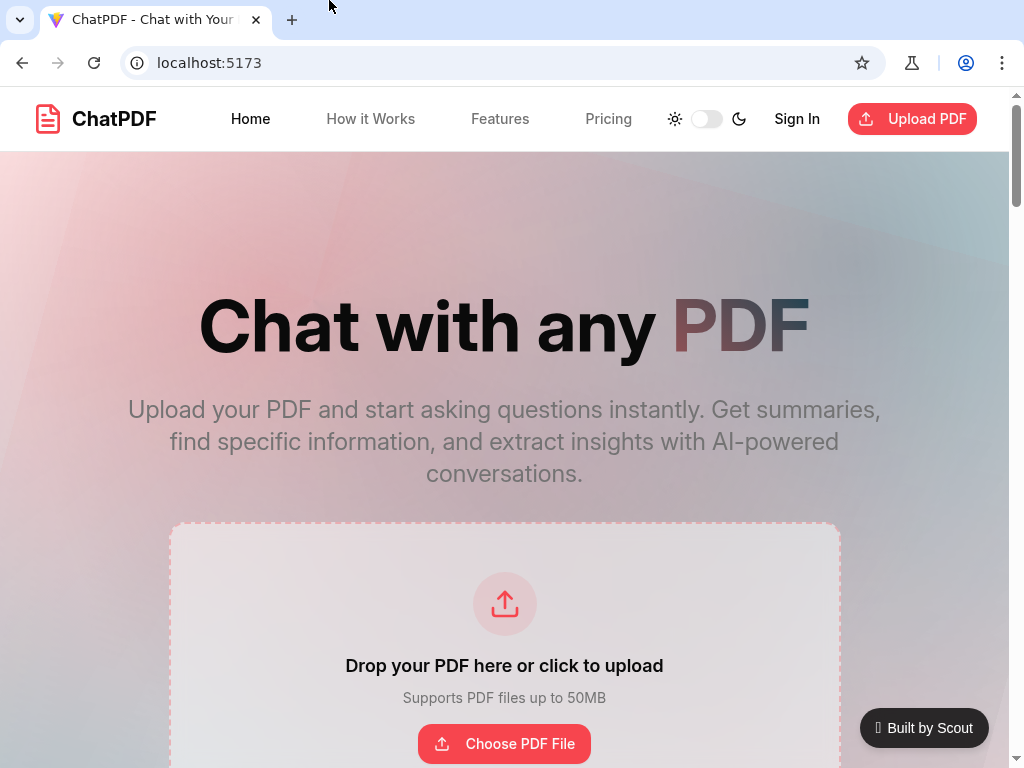 ChatPDF - Chat with Your
localhost:5173
ChatPDF
Home
How it Works
Features
Pricing
Sign In
Upload PDF
Chat with any PDF
Upload your PDF and start asking questions instantly. Get summaries,
find specific information, and extract insights with AI-powered
conversations.
Drop your PDF here or click to upload
Supports PDF files up to 50MB
Choose PDF File
Built by Scout